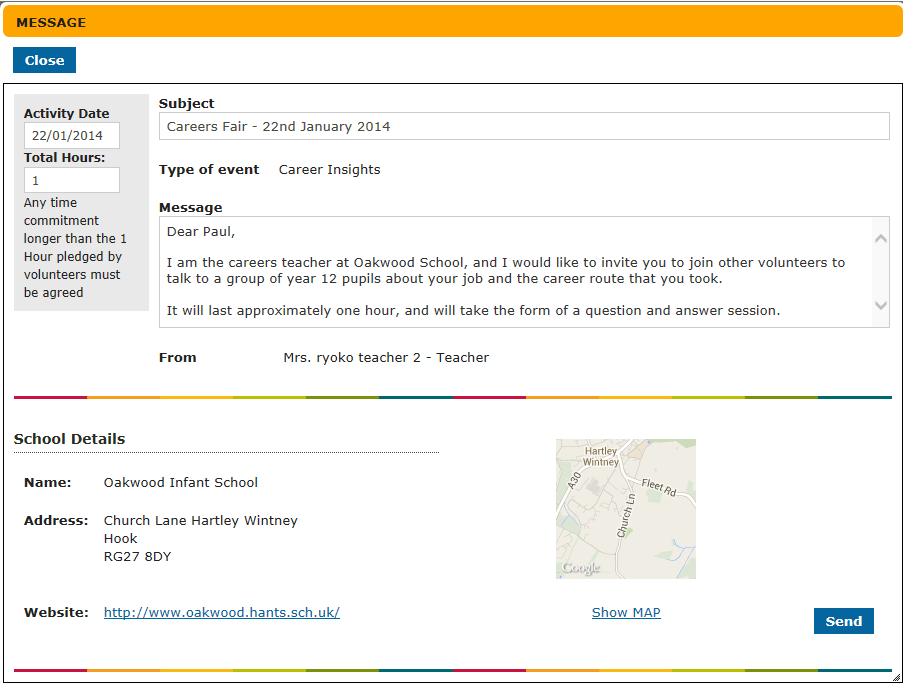 MESSAGE
Close
Activity Date
22/01/2014
Total Hours:
1
Any time
commitment
longer than the 1
Hour pledged by
volunteers must
be agreed
Subject
Careers Fair - 22nd January 2014
Type of event Career Insights
Message
Dear Paul,
I am the careers teacher at Oakwood School, and I would like to invite you to join other volunteers to
talk to a group of year 12 pupils about your job and the career route that you took.
It will last approximately one hour, and will take the form of a question and answer session.
From Mrs. ryoko teacher 2 - Teacher
School Details
Name: Oakwood Infant School
Address: Church Lane Hartley Wintney
Hook
RG27 8DY
Website: http://www.oakwood.hants.sch.uk/
Hartley
Wintney
A30
Fleet Rd
Church Ln
Google
Show MAP
Send